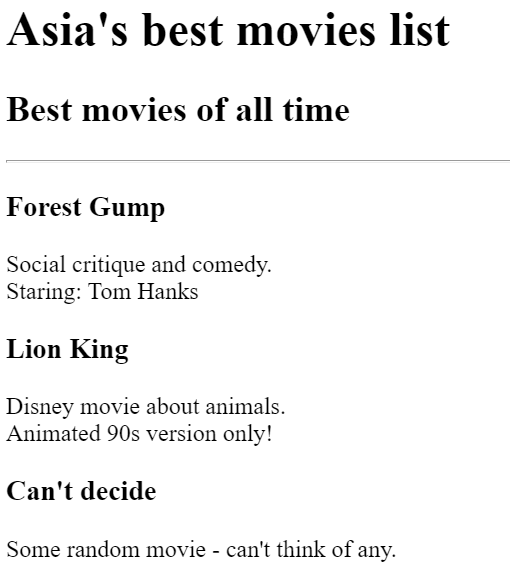 Asia's best movies list
Best movies of all time
Forest Gump
Social critique and comedy.
Staring: Tom Hanks
Lion King
Disney movie about animals.
Animated 90s version only!
Can't decide
Some random movie - can't think of any.